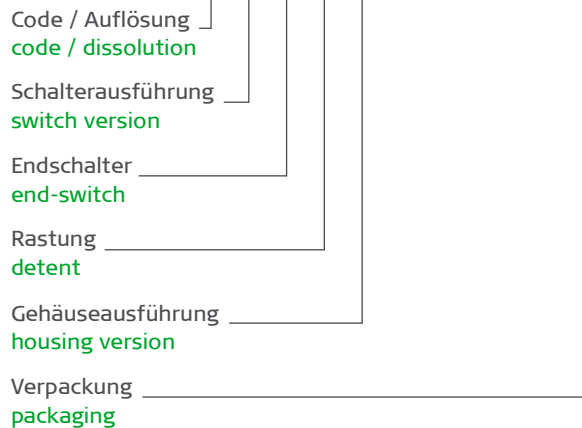 Code / Auflösung
code / dissolution
Schalterausführung
switch version
Endschalter
end-switch
Rastung
detent
Gehäuseausführung
housing version
Verpackung
packaging